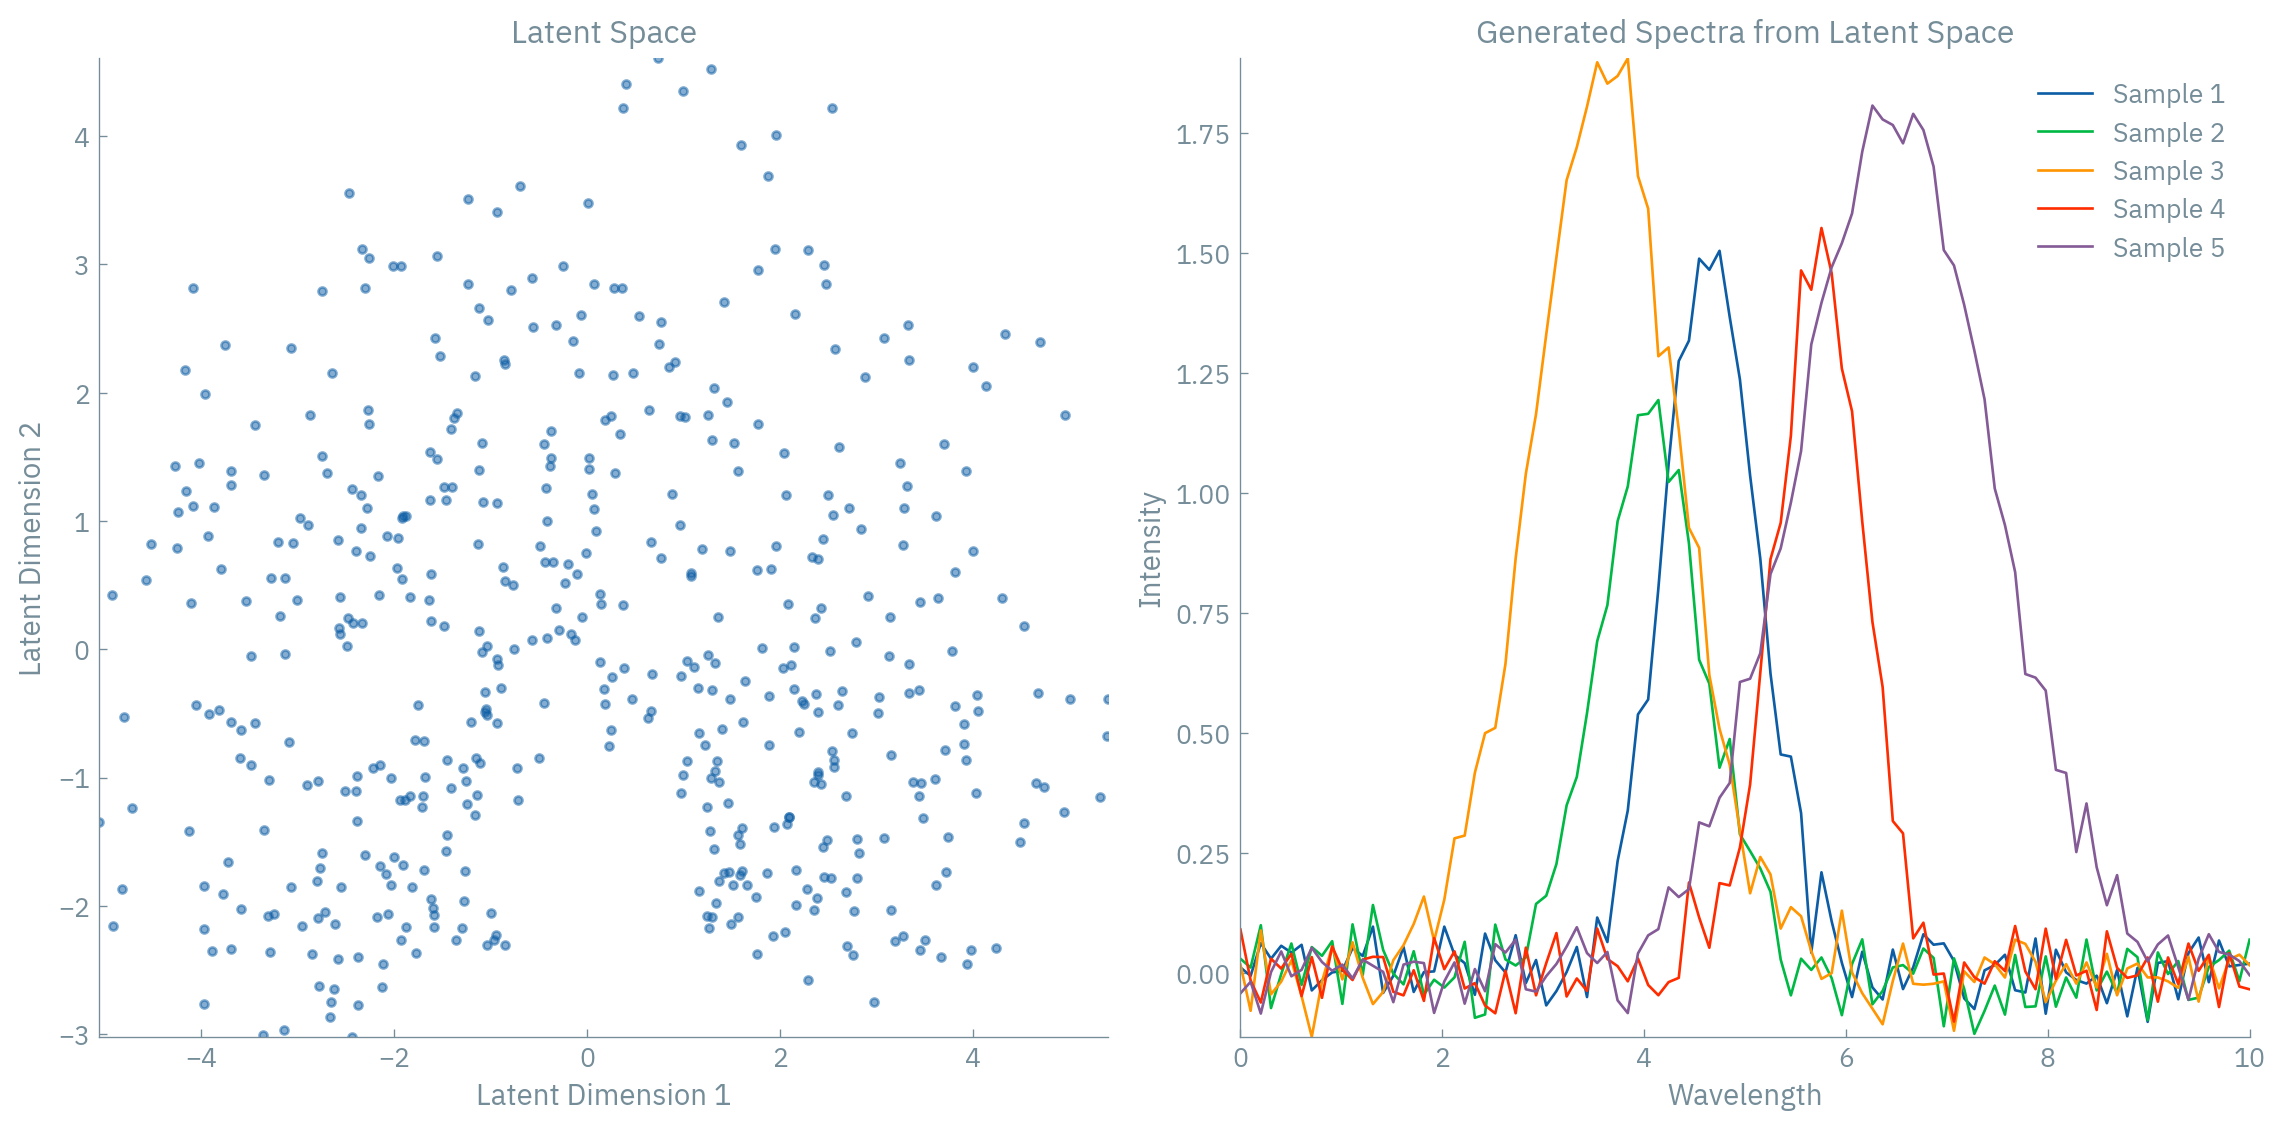 Latent Space
Latent Dimension 2
4
3
2
1
0
−1
−2
−3
−4
−2
0
2
4
Latent Dimension 1
Generated Spectra from Latent Space
Intensity
1.75
1.50
1.25
1.00
0.75
0.50
0.25
0.00
0
2
4
6
8
10
Wavelength
Sample 1
Sample 2
Sample 3
Sample 4
Sample 5